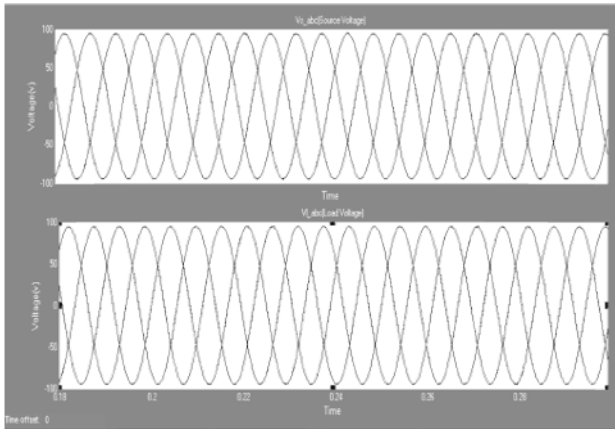 Vs_abc(Source Voltage)
100
50
0
-50
-100
Voltage(v)
Time
Vl_abc(Load Voltage)
100
50
0
-50
-100
Voltage(v)
0.18
0.2
0.22
0.24
0.26
0.28
Time
Time offset: 0